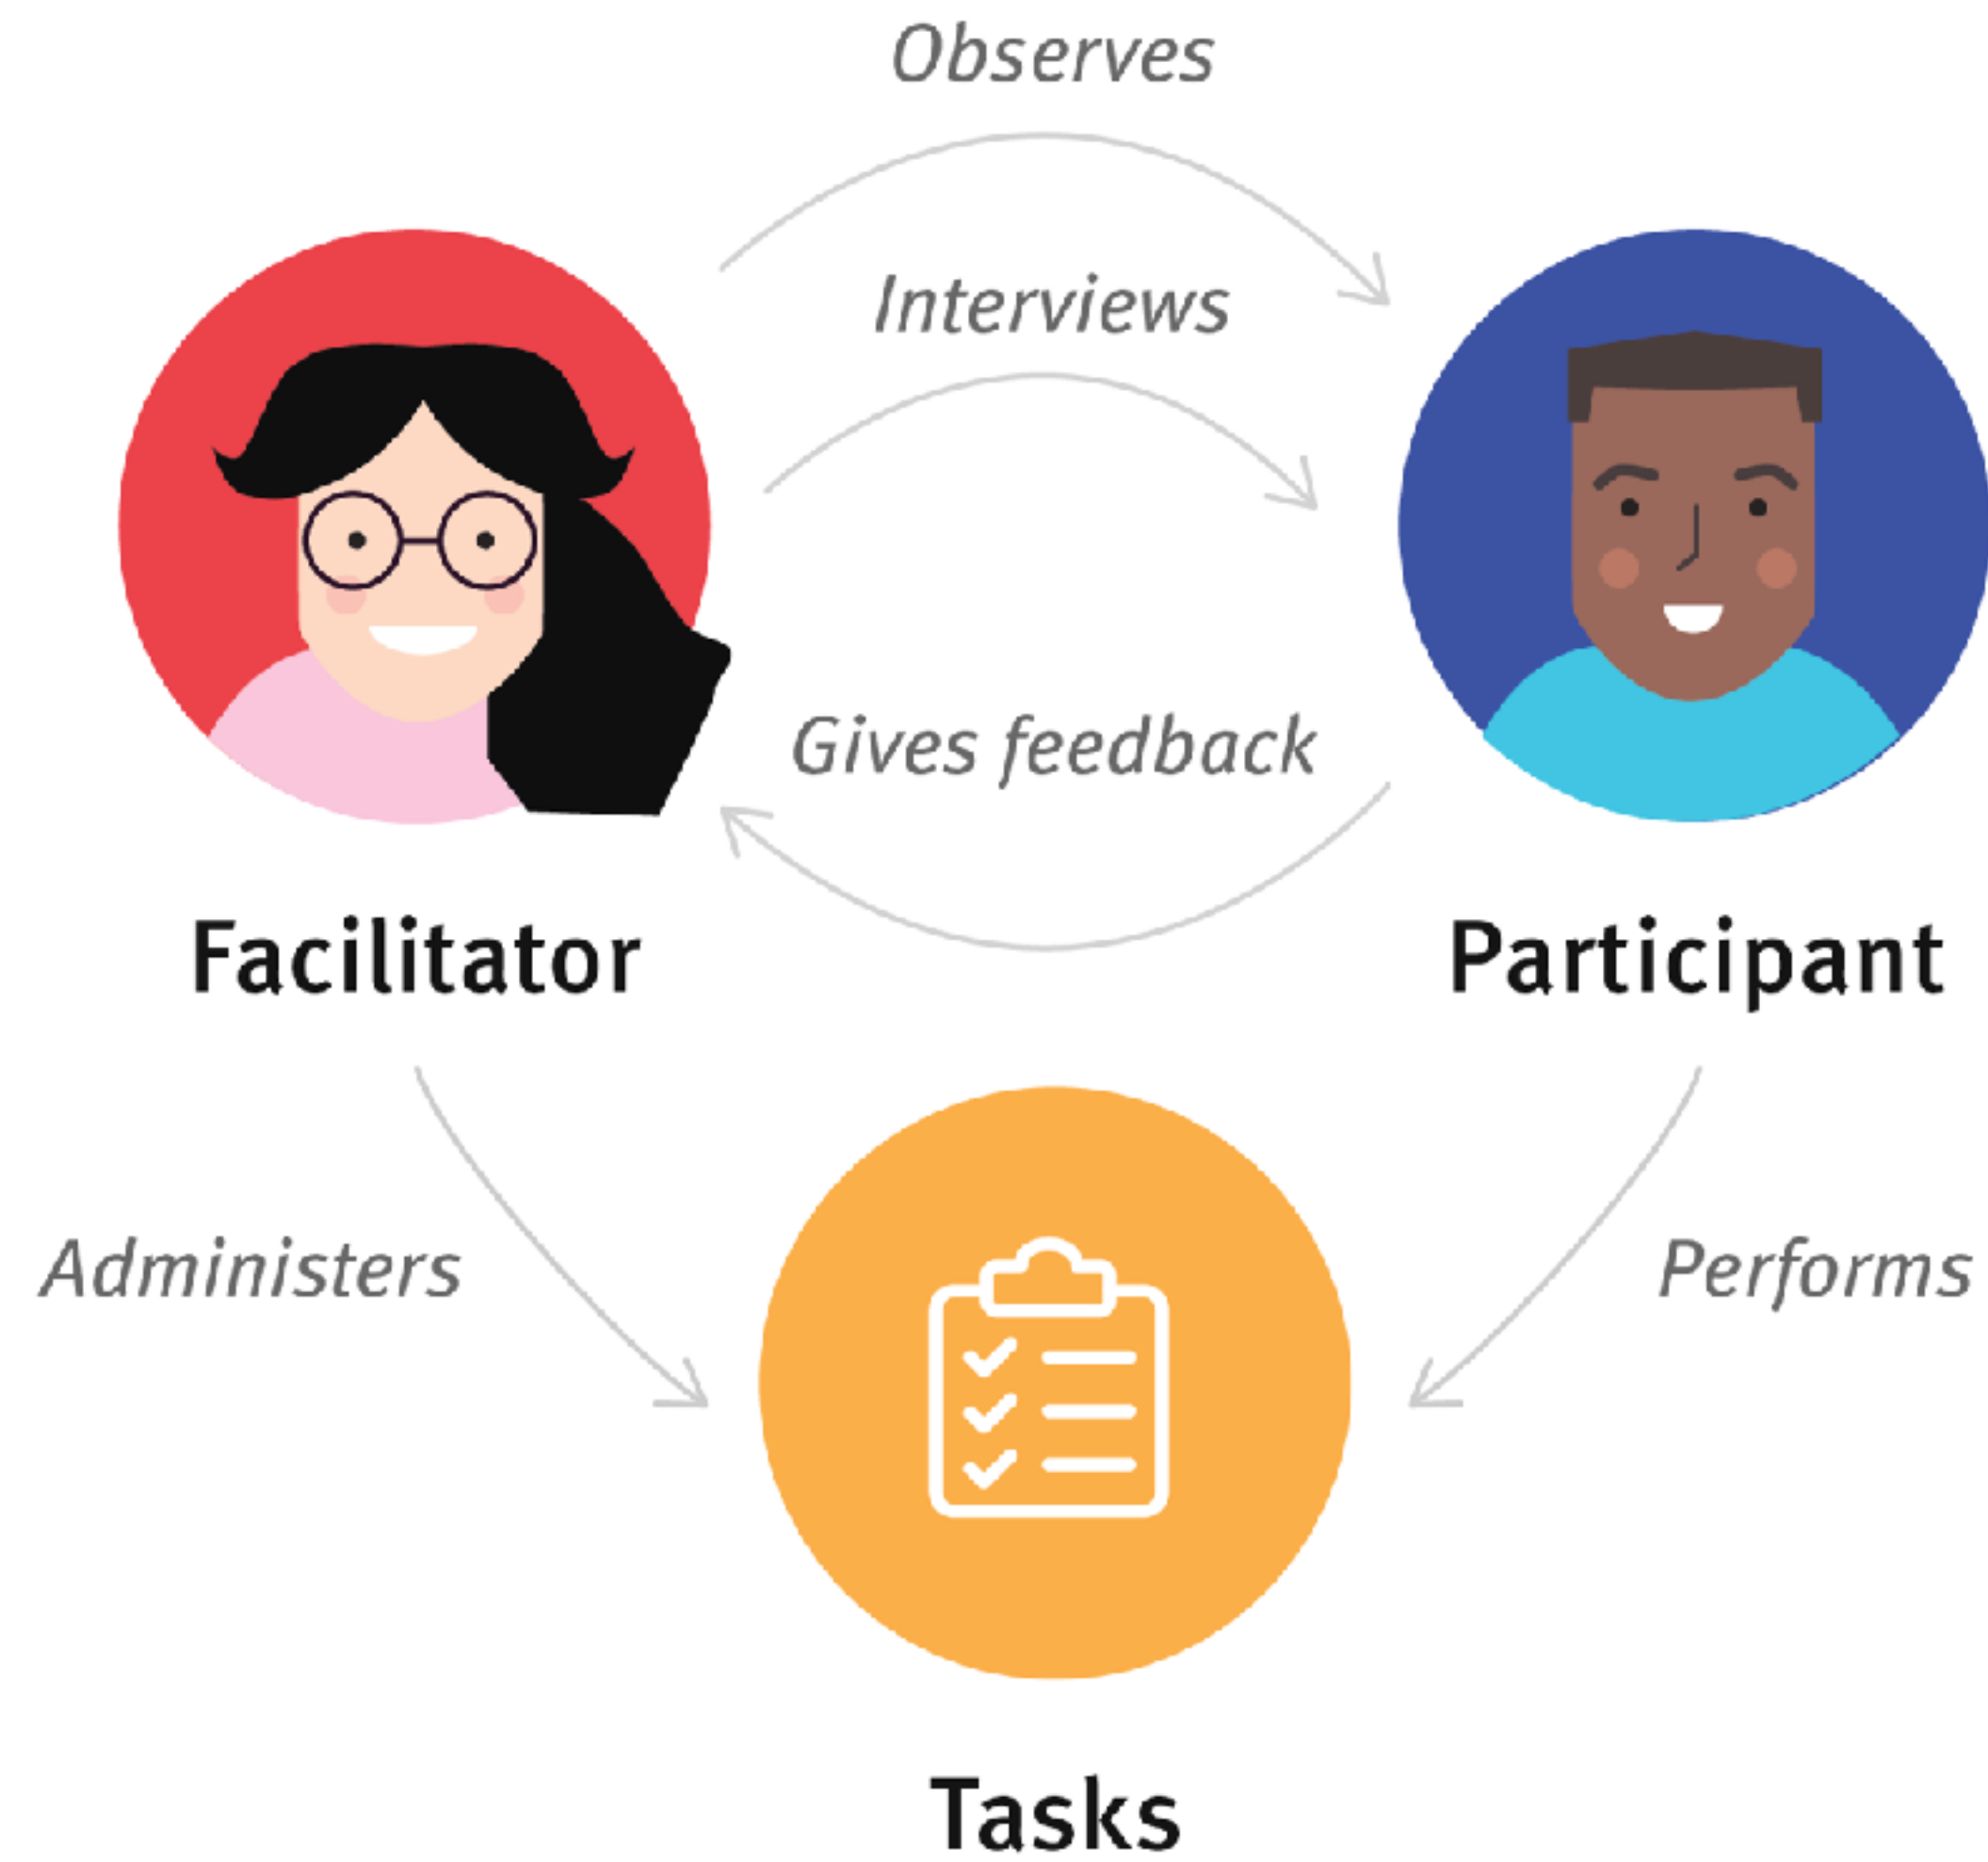 Observes
Interviews
Gives feedback
Facilitator
Participant
Administers
Performs
Tasks